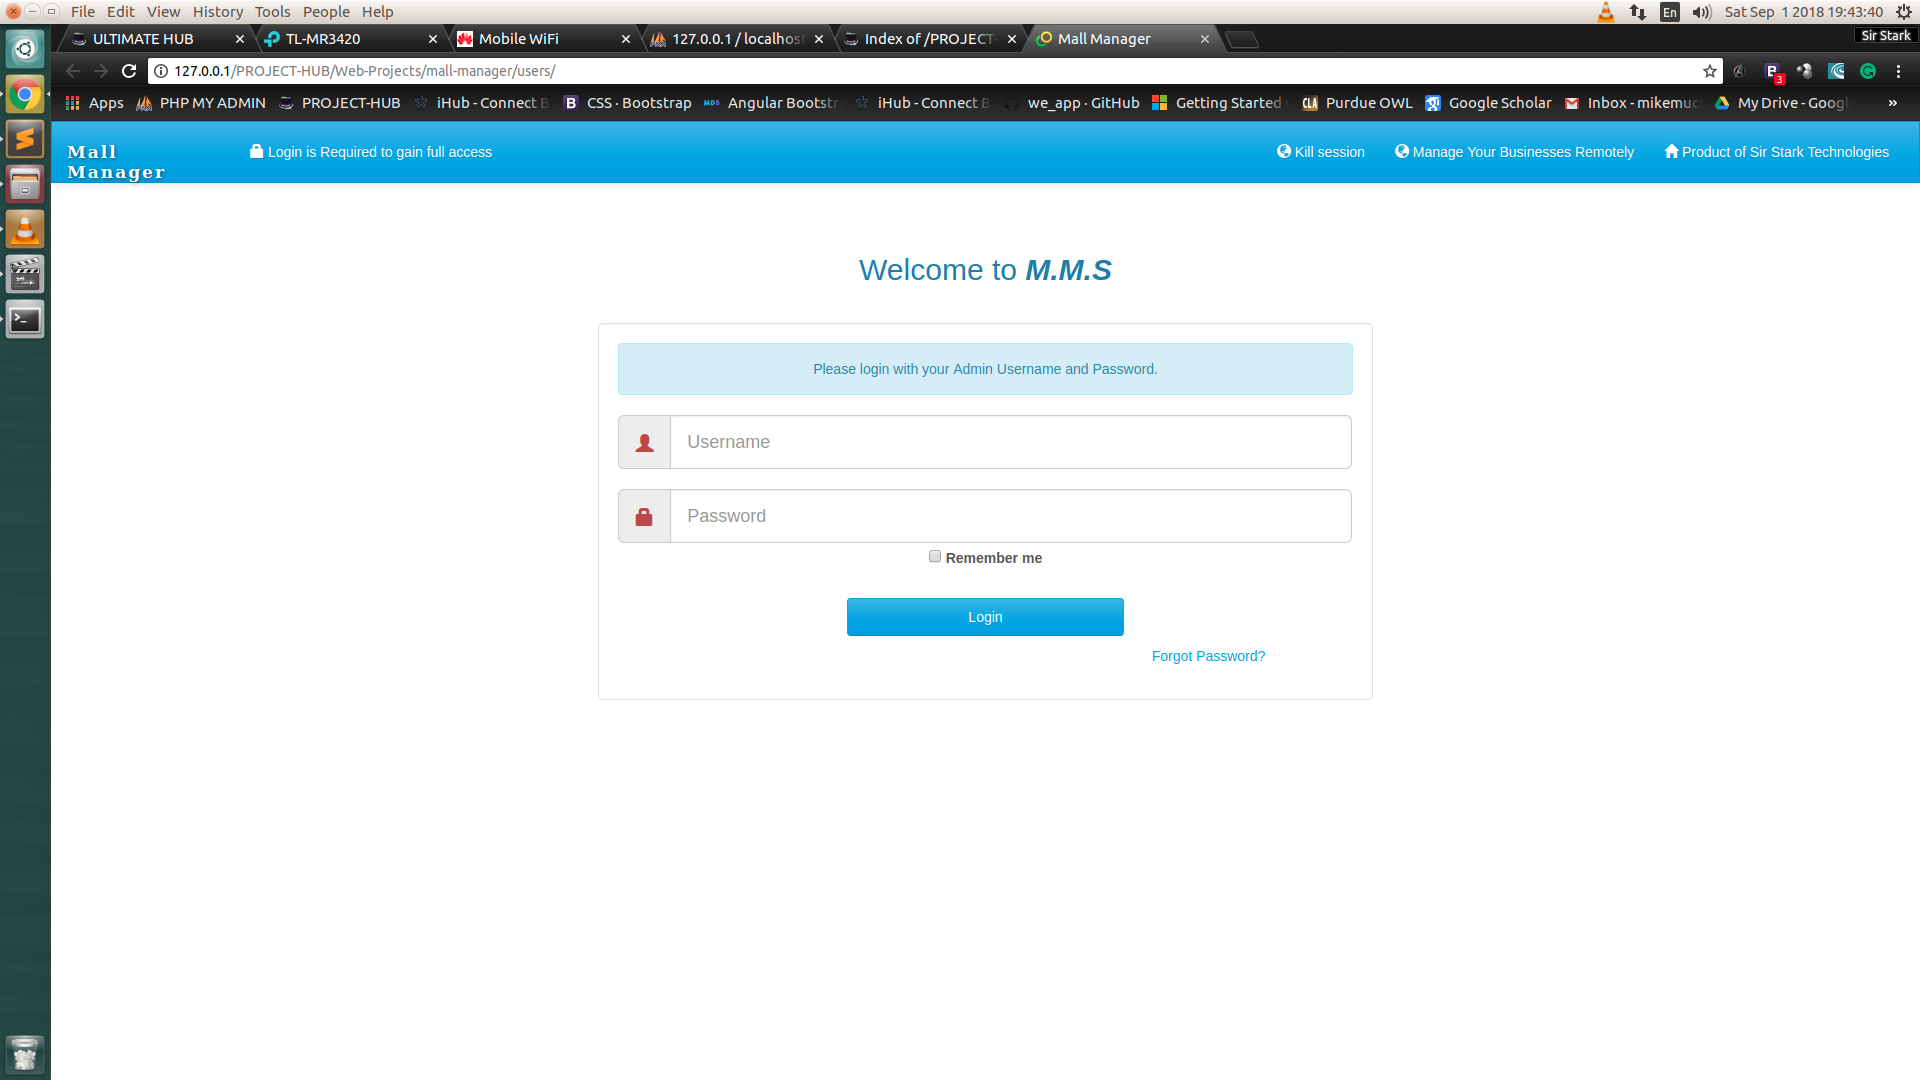 File Edit View History Tools People Help
En Sat Sep 1 2018 19:43:40
ULTIMATE HUB TL-MR3420 Mobile WiFi 127.0.0.1 / localhost Index of /PROJECT- Mall Manager Sir Stark
127.0.0.1/PROJECT-HUB/Web-Projects/mall-manager/users/ 3
Apps PHP MY ADMIN PROJECT-HUB iHub - Connect B CSS · Bootstrap Angular Bootstr iHub - Connect B we_app · GitHub Getting Started Purdue OWL Google Scholar Inbox - mikemuc My Drive - Googl »
Mall Manager
Login is Required to gain full access
Kill session Manage Your Businesses Remotely Product of Sir Stark Technologies
Welcome to M.M.S
Please login with your Admin Username and Password.
Username
Password
Remember me
Login
Forgot Password?